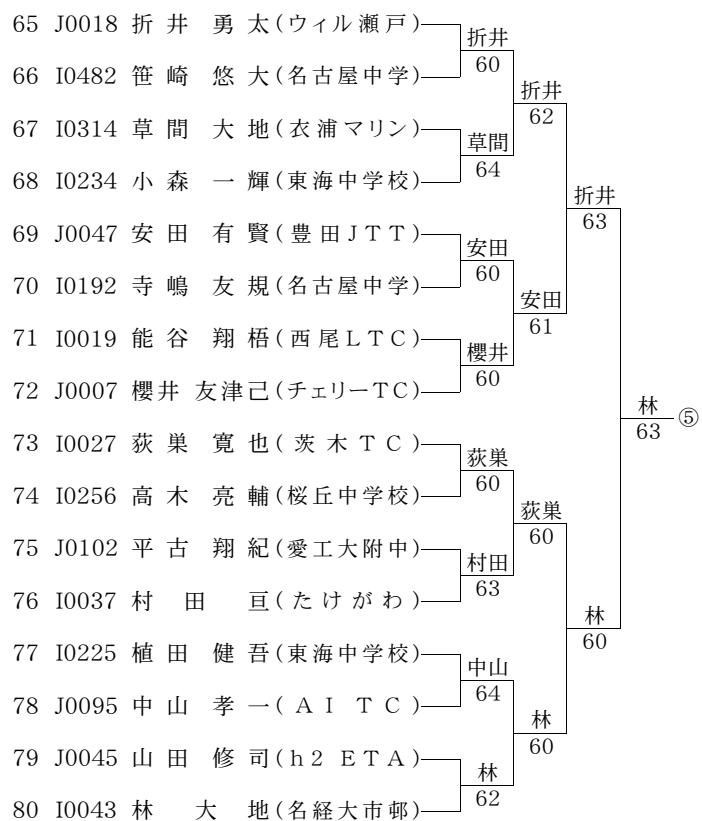 65 J0018 折井 勇太(ウィル瀬戸)
折井
60
66 I0482 笹崎 悠大(名古屋中学)
折井
62
67 I0314 草間 大地(衣浦マリン)
草間
64
68 I0234 小森 一輝(東海中学校)
折井
63
69 J0047 安田 有賢(豊田JTT)
安田
60
70 I0192 寺嶋 友規(名古屋中学)
安田
61
71 I0019 能谷 翔梧(西尾LTC)
櫻井
60
72 J0007 櫻井 友津己(チェリーTC)
林
63 ⑤
73 I0027 荻巣 寛也(茨木TC)
荻巣
60
74 I0256 高木 亮輔(桜丘中学校)
荻巣
60
75 J0102 平古 翔紀(愛工大附中)
村田
63
76 I0037 村田 亘(たけがわ)
林
60
77 I0225 植田 健吾(東海中学校)
中山
64
78 J0095 中山 孝一(AI TC)
林
60
79 J0045 山田 修司(h2 ETA)
林
62
80 I0043 林 大地(名経大市邨)